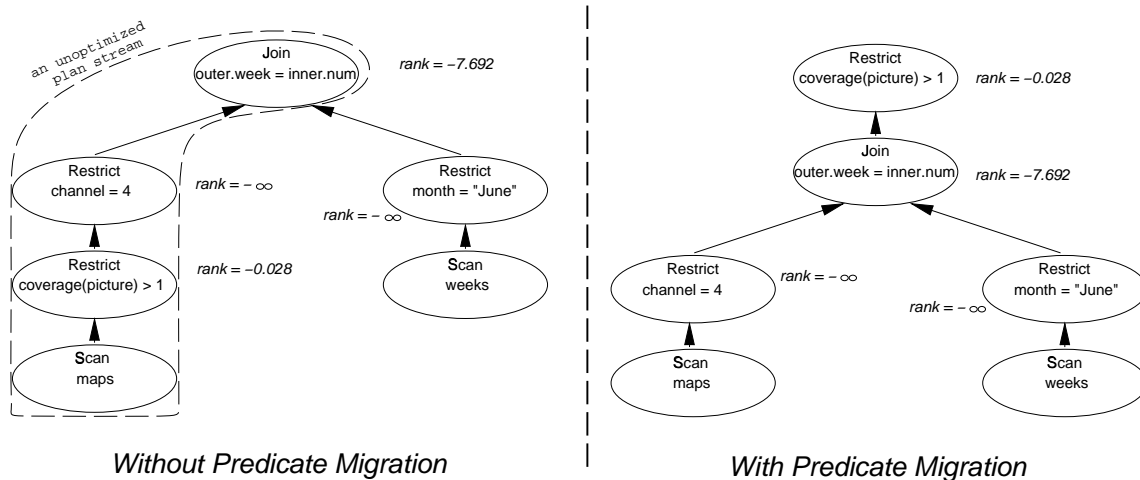 an unoptimized
plan stream
Join
outer.week = inner.num
rank = −7.692
Restrict
channel = 4
rank = − ∞
Restrict
month = "June"
rank = − ∞
Restrict
coverage(picture) > 1
rank = −0.028
Scan
weeks
Scan
maps
Without Predicate Migration
Restrict
coverage(picture) > 1
rank = −0.028
Join
outer.week = inner.num
rank = −7.692
Restrict
channel = 4
rank = − ∞
Restrict
month = "June"
rank = − ∞
Scan
maps
Scan
weeks
With Predicate Migration